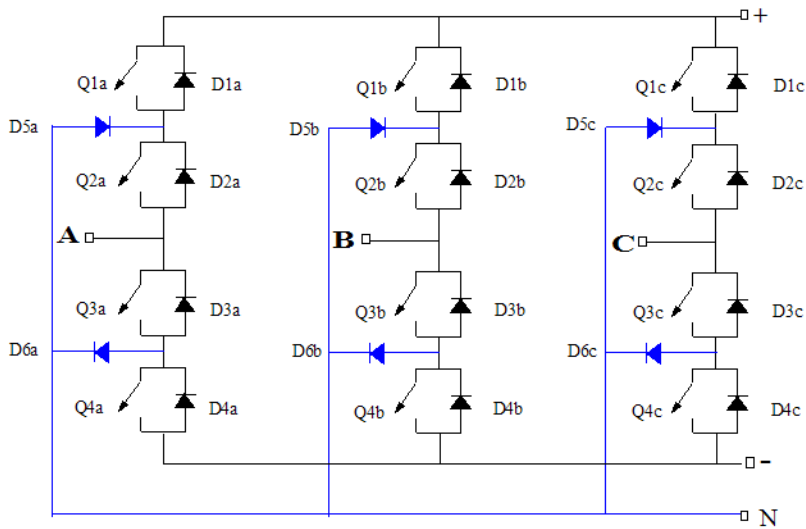 +
Q1a D1a Q1b D1b Q1c D1c
D5a D5b D5c
Q2a D2a Q2b D2b Q2c D2c
A B C
Q3a D3a Q3b D3b Q3c D3c
D6a D6b D6c
Q4a D4a Q4b D4b Q4c D4c
-
N